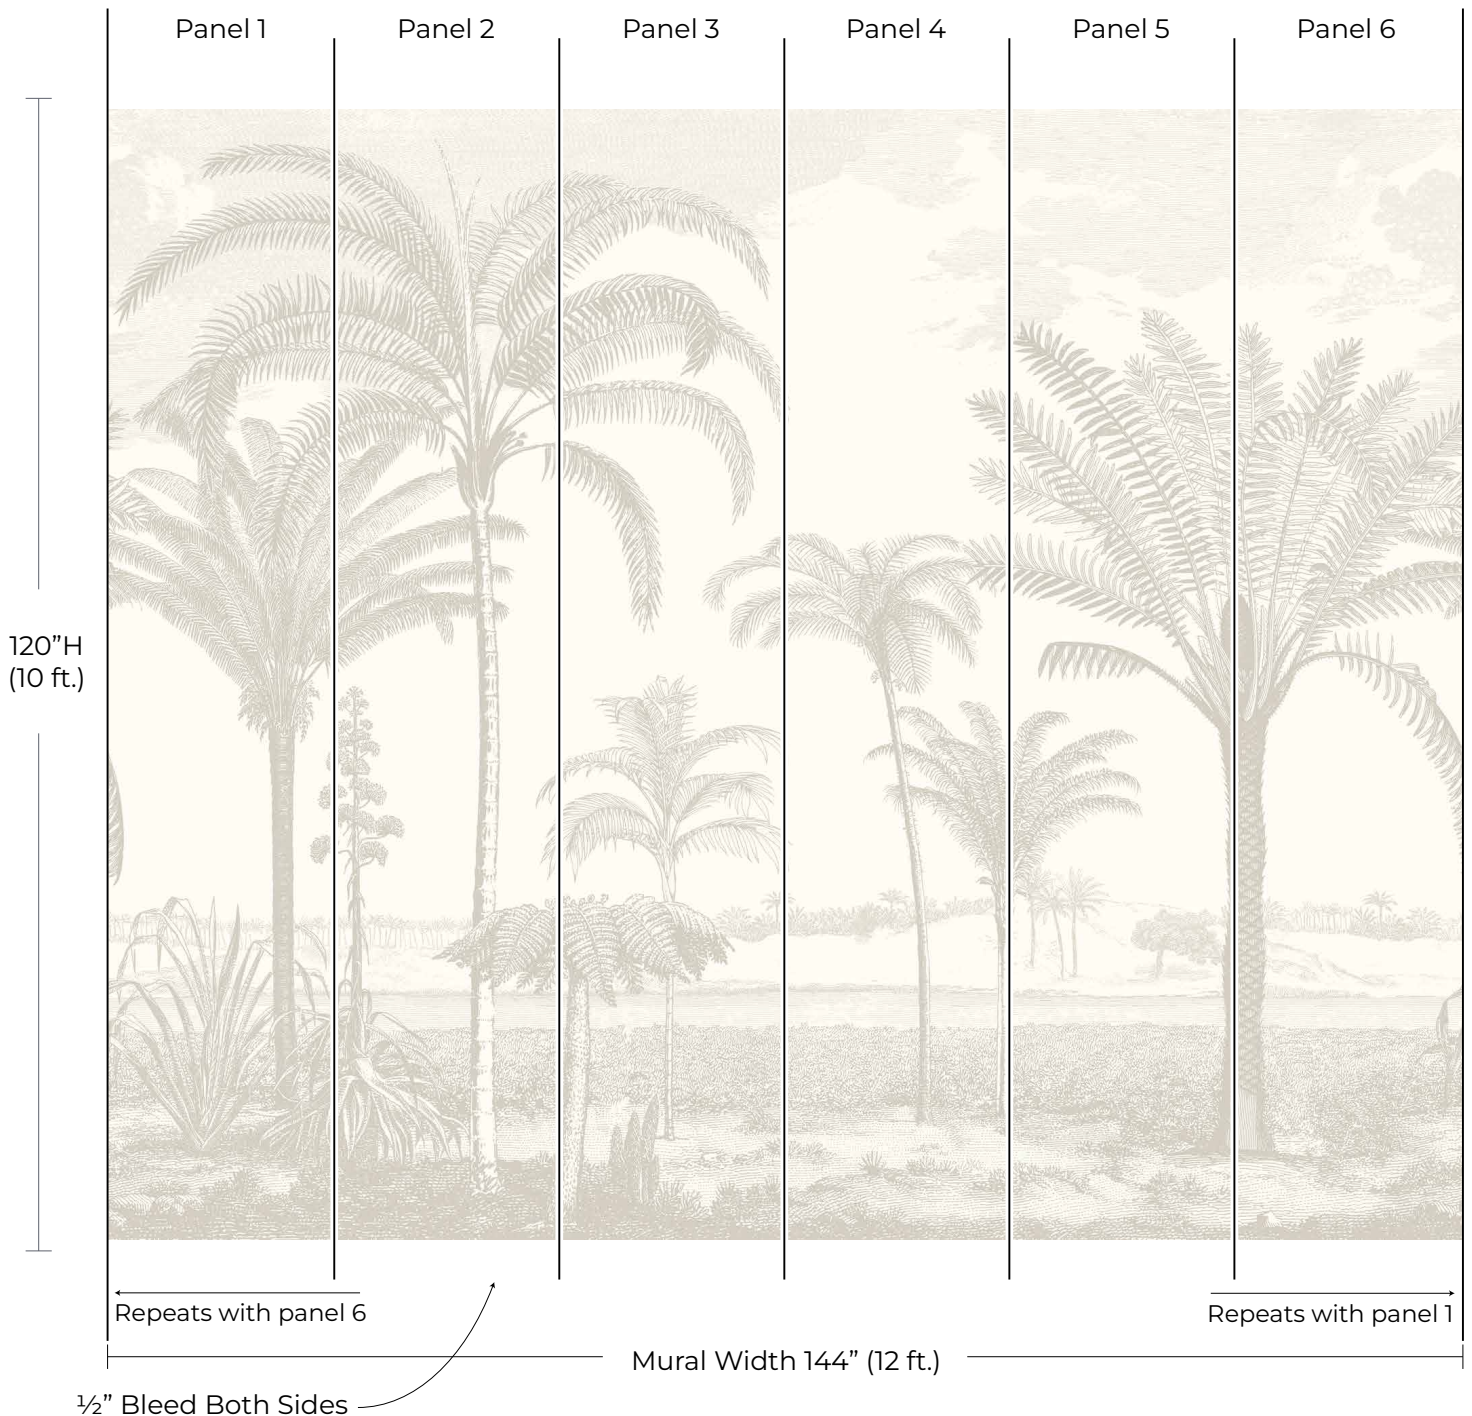 Panel 1
Panel 2
Panel 3
Panel 4
Panel 5
Panel 6
120”H
(10 ft.)
Repeats with panel 6
Repeats with panel 1
Mural Width 144” (12 ft.)
½” Bleed Both Sides